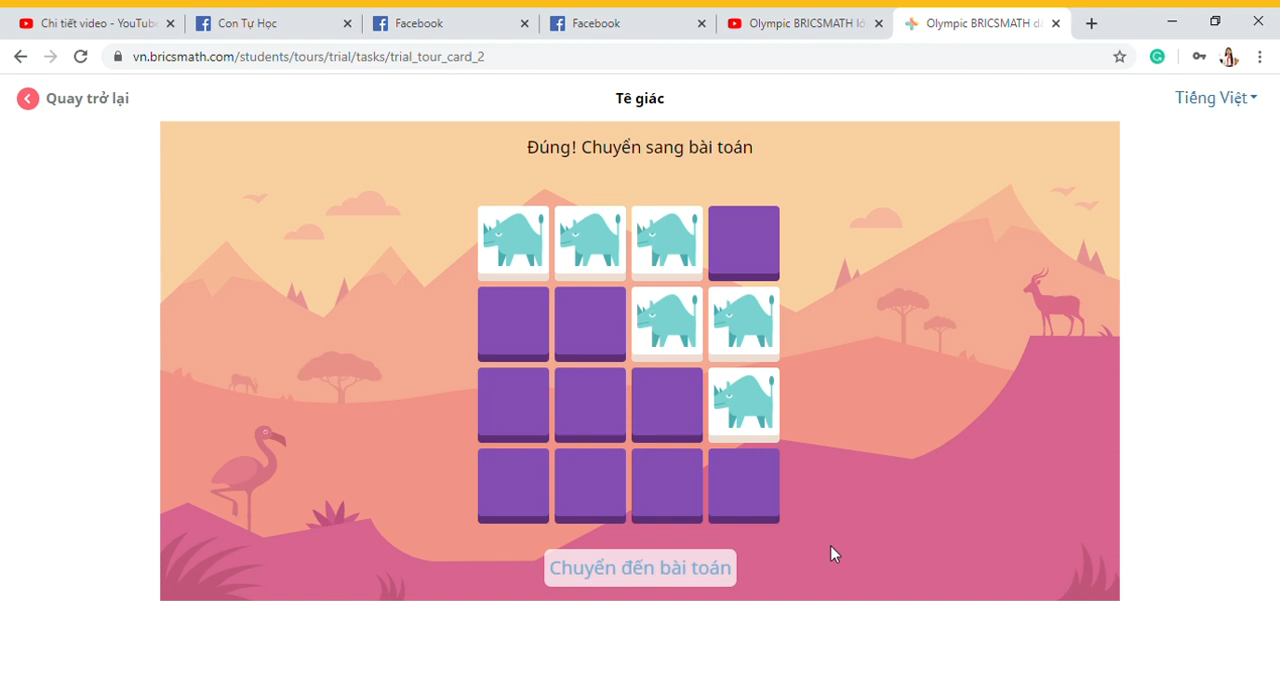 Chi tiết video - YouTube
Con Tự Học
Facebook
Facebook
Olympic BRICSMATH
Olympic BRICSMATH
vn.bricsmath.com/students/tours/trial/tasks/trial_tour_card_2
Quay trở lại
Tê giác
Tiếng Việt
Đúng! Chuyển sang bài toán
Chuyển đến bài toán